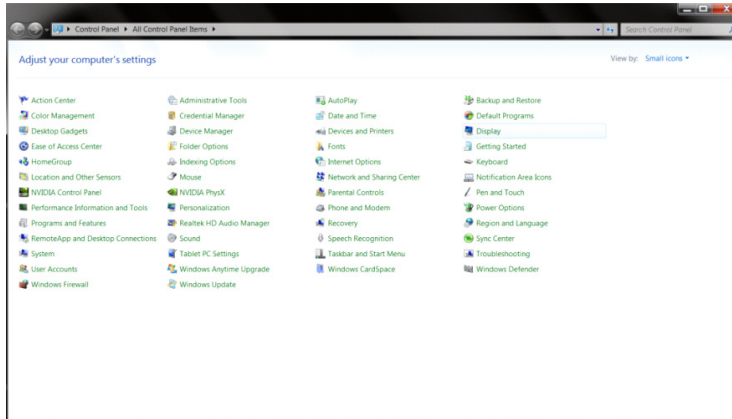 Control Panel ▸ All Control Panel Items ▸
Search Control Panel
Adjust your computer's settings
View by: Small icons
Action Center
Administrative Tools
AutoPlay
Backup and Restore
Color Management
Credential Manager
Date and Time
Default Programs
Desktop Gadgets
Device Manager
Devices and Printers
Display
Ease of Access Center
Folder Options
Fonts
Getting Started
HomeGroup
Indexing Options
Internet Options
Keyboard
Location and Other Sensors
Mouse
Network and Sharing Center
Notification Area Icons
NVIDIA Control Panel
NVIDIA PhysX
Parental Controls
Pen and Touch
Performance Information and Tools
Personalization
Phone and Modem
Power Options
Programs and Features
Realtek HD Audio Manager
Recovery
Region and Language
RemoteApp and Desktop Connections
Sound
Speech Recognition
Sync Center
System
Tablet PC Settings
Taskbar and Start Menu
Troubleshooting
User Accounts
Windows Anytime Upgrade
Windows CardSpace
Windows Defender
Windows Firewall
Windows Update